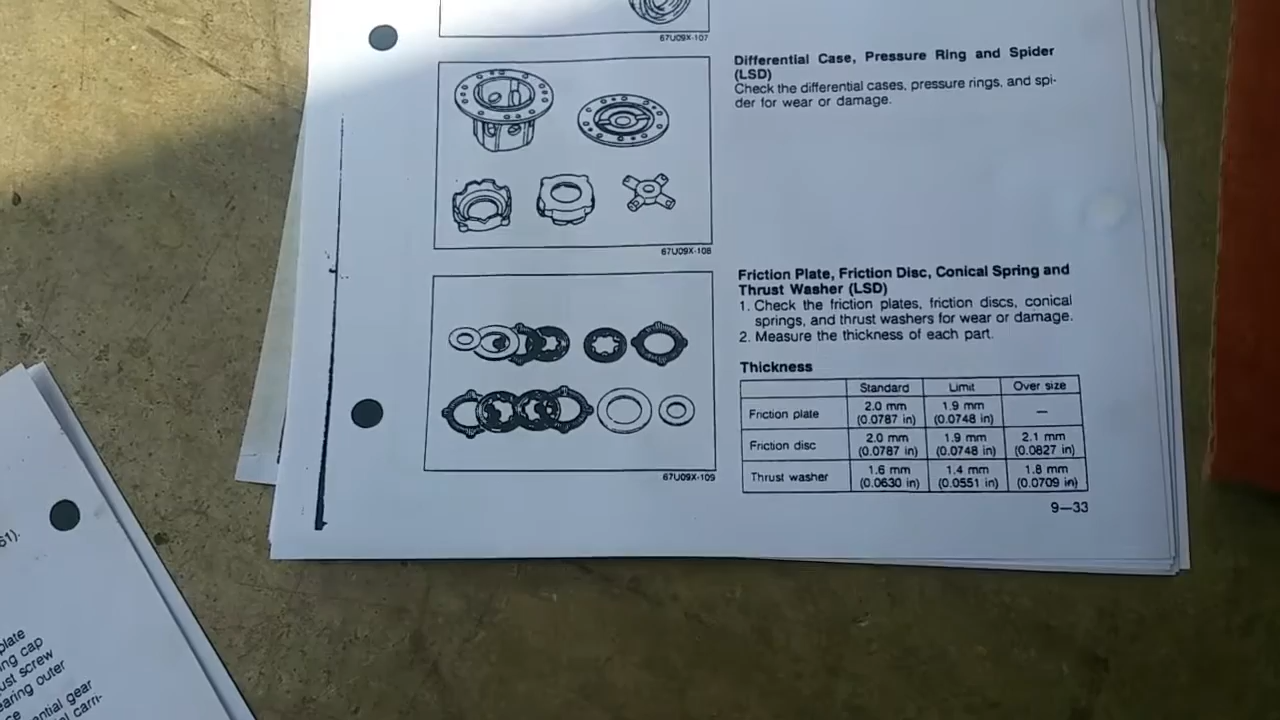 67U09X-107
Differential Case, Pressure Ring and Spider
(LSD)
Check the differential cases, pressure rings, and spi-
der for wear or damage.
67U09X-108
Friction Plate, Friction Disc, Conical Spring and
Thrust Washer (LSD)
1. Check the friction plates, friction discs, conical
springs, and thrust washers for wear or damage.
2. Measure the thickness of each part.
67U09X-109
Thickness
Standard Limit Over size
Friction plate 2.0 mm (0.0787 in) 1.9 mm (0.0748 in) —
Friction disc 2.0 mm (0.0787 in) 1.9 mm (0.0748 in) 2.1 mm (0.0827 in)
Thrust washer 1.6 mm (0.0630 in) 1.4 mm (0.0551 in) 1.8 mm (0.0709 in)
9—33
61).
plate
ng cap
ust screw
earing outer
ce
ential gear
al carri-